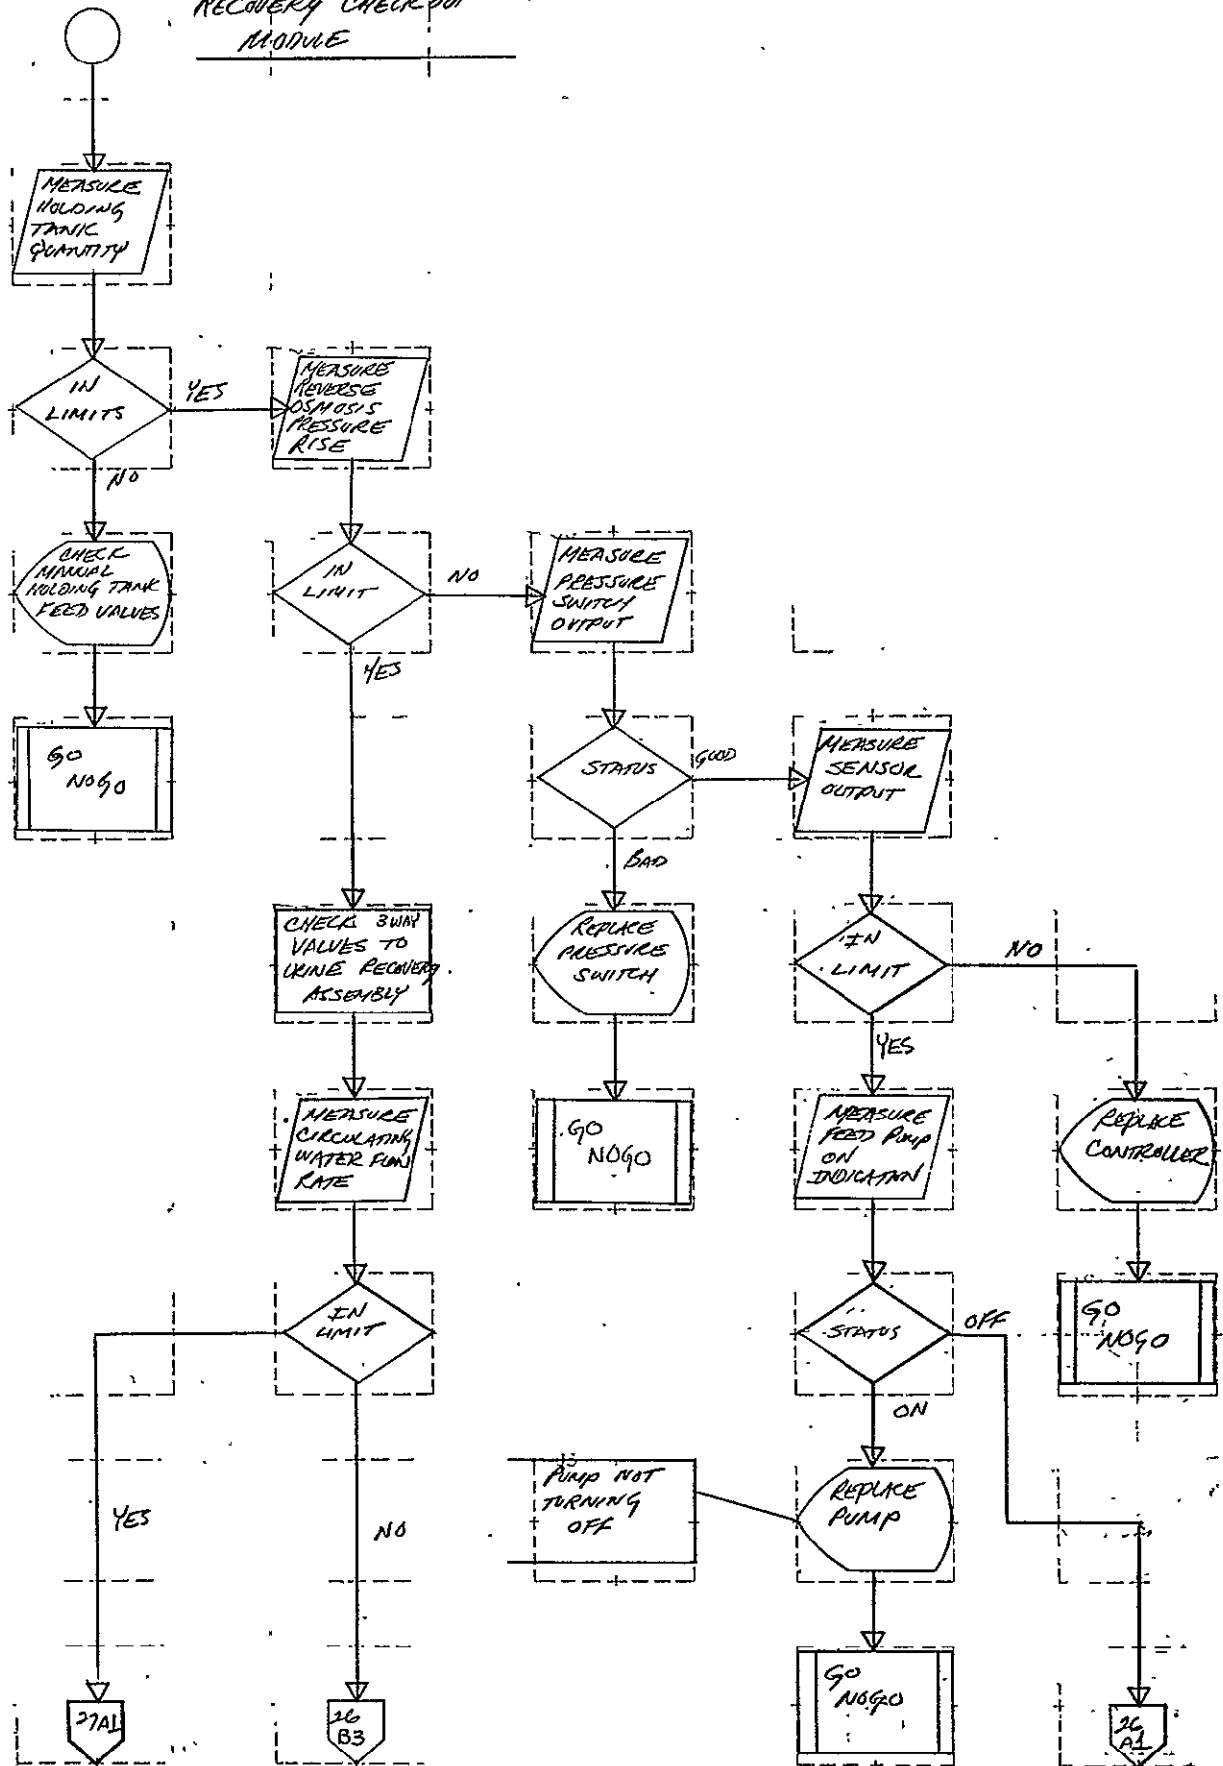 RECOVERY CHECKOUT
MODULE
MEASURE
HOLDING
TANK
QUANTITY
IN
LIMITS
YES
NO
MEASURE
REVERSE
OSMOSIS
PRESSURE
RISE
CHECK
MANUAL
HOLDING TANK
FEED VALUES
IN
LIMIT
NO
YES
MEASURE
PRESSURE
SWITCH
OUTPUT
GO
NOGO
STATUS
GOOD
BAD
MEASURE
SENSOR
OUTPUT
CHECK 3WAY
VALUES TO
URINE RECOVERY
ASSEMBLY
REPLACE
PRESSURE
SWITCH
IN
LIMIT
NO
YES
MEASURE
CIRCULATING
WATER FLOW
RATE
GO
NOGO
MEASURE
FEED PUMP
ON
INDICATION
REPLACE
CONTROLLER
IN
LIMIT
STATUS
OFF
ON
GO
NOGO
YES
NO
PUMP NOT
TURNING
OFF
REPLACE
PUMP
GO
NOGO
27A1
26
B3
26
A1